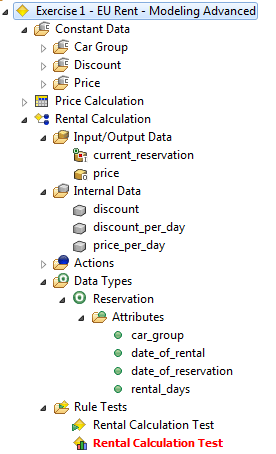 Exercise 1 - EU Rent - Modeling Advanced
Constant Data
Car Group
Discount
Price
Price Calculation
Rental Calculation
Input/Output Data
current_reservation
price
Internal Data
discount
discount_per_day
price_per_day
Actions
Data Types
Reservation
Attributes
car_group
date_of_rental
date_of_reservation
rental_days
Rule Tests
Rental Calculation Test
Rental Calculation Test